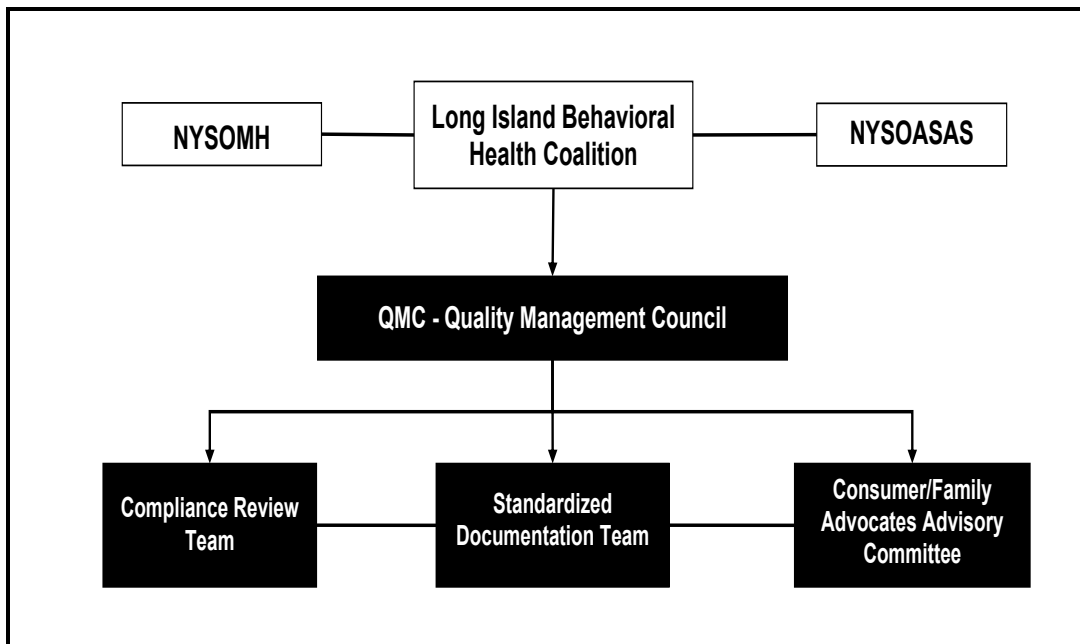 NYSOMH
Long Island Behavioral
Health Coalition
NYSOASAS
QMC - Quality Management Council
Compliance Review
Team
Standardized
Documentation Team
Consumer/Family
Advocates Advisory
Committee